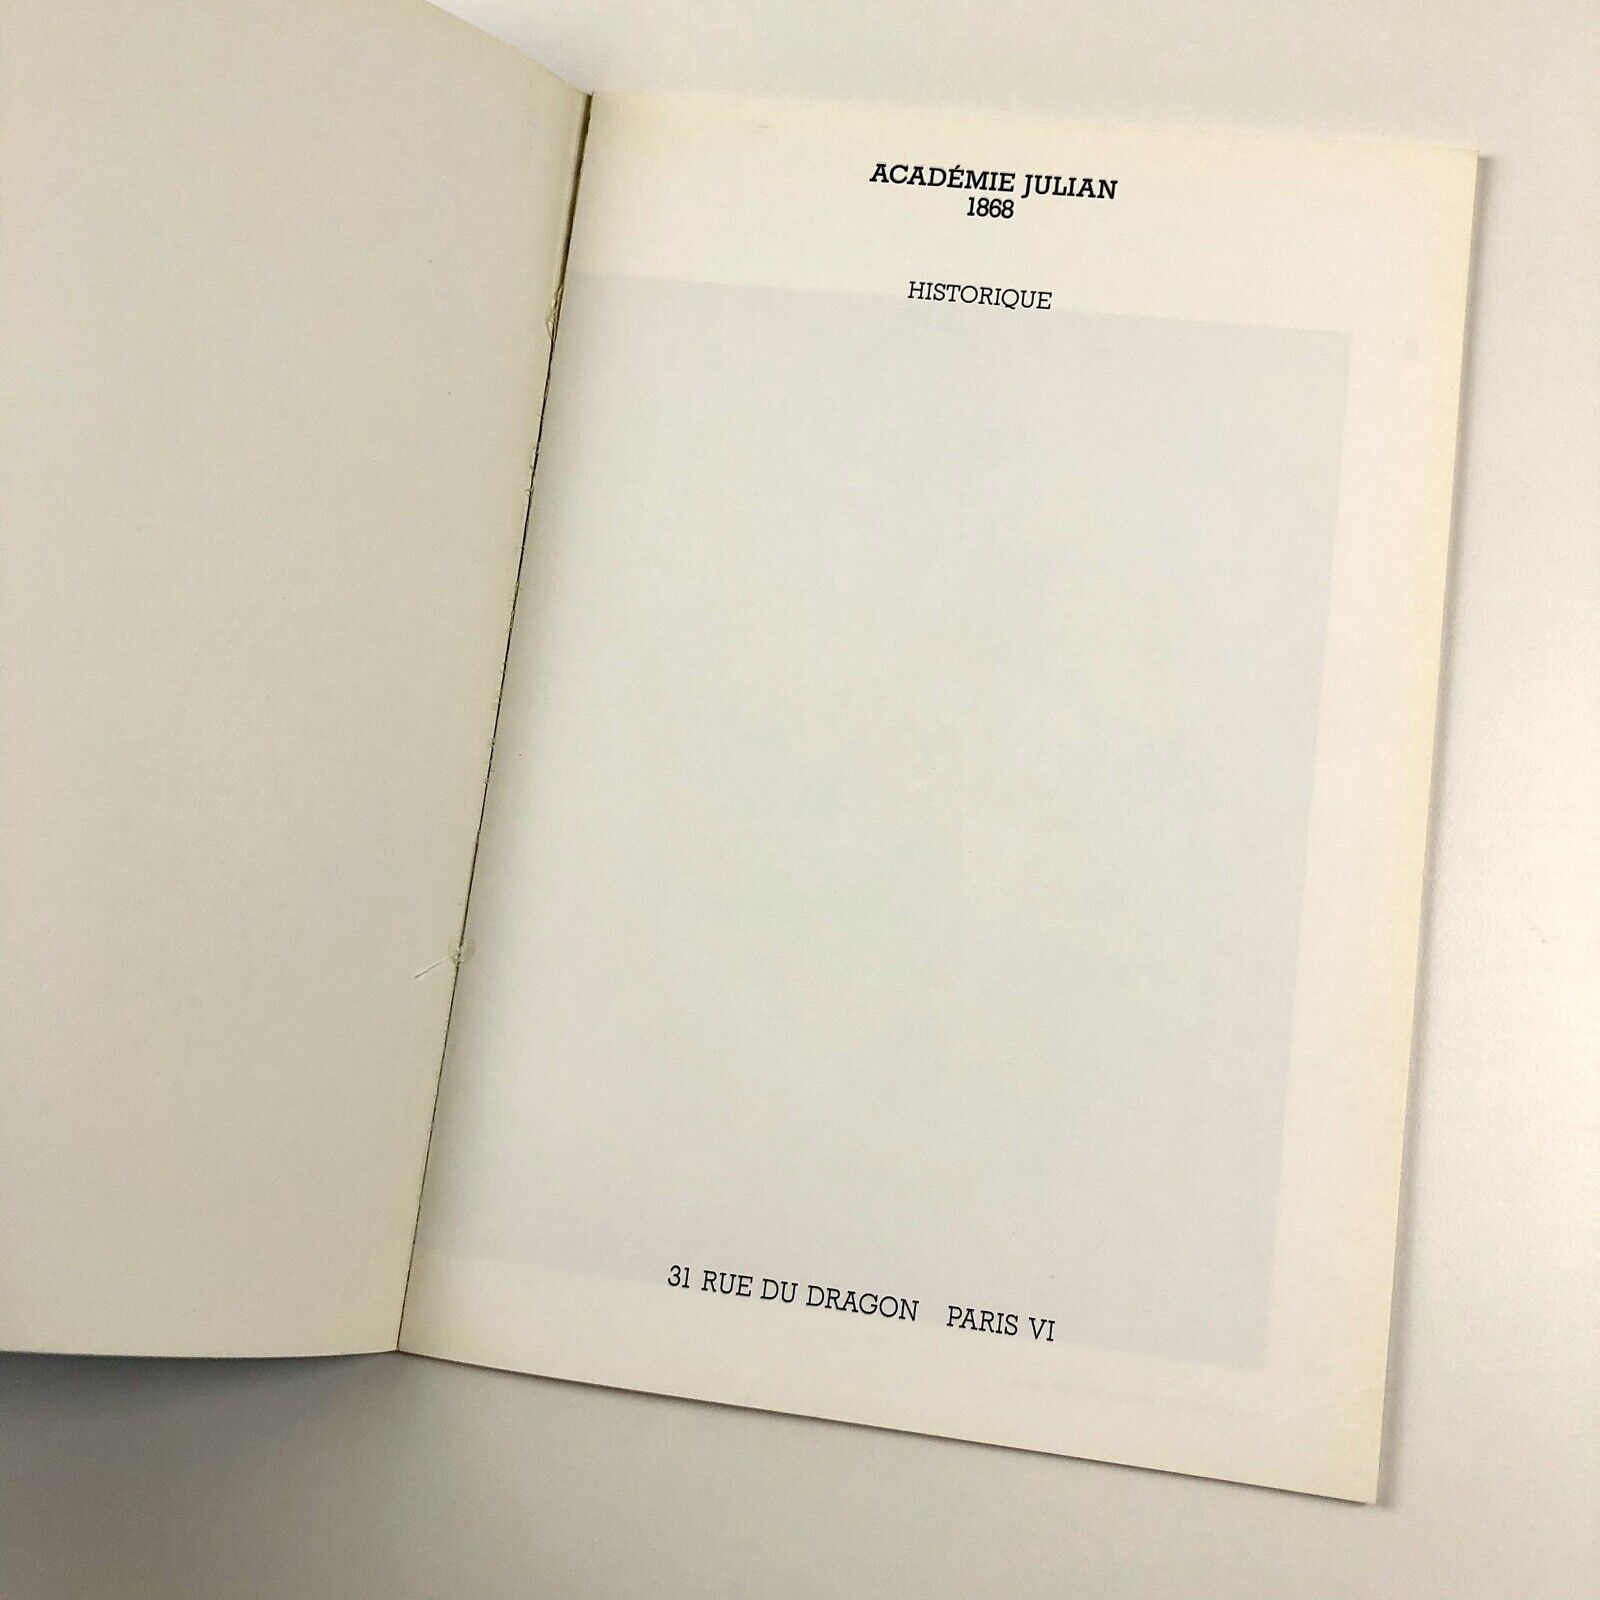 ACADÉMIE JULIAN
1868
HISTORIQUE
31 RUE DU DRAGON PARIS VI